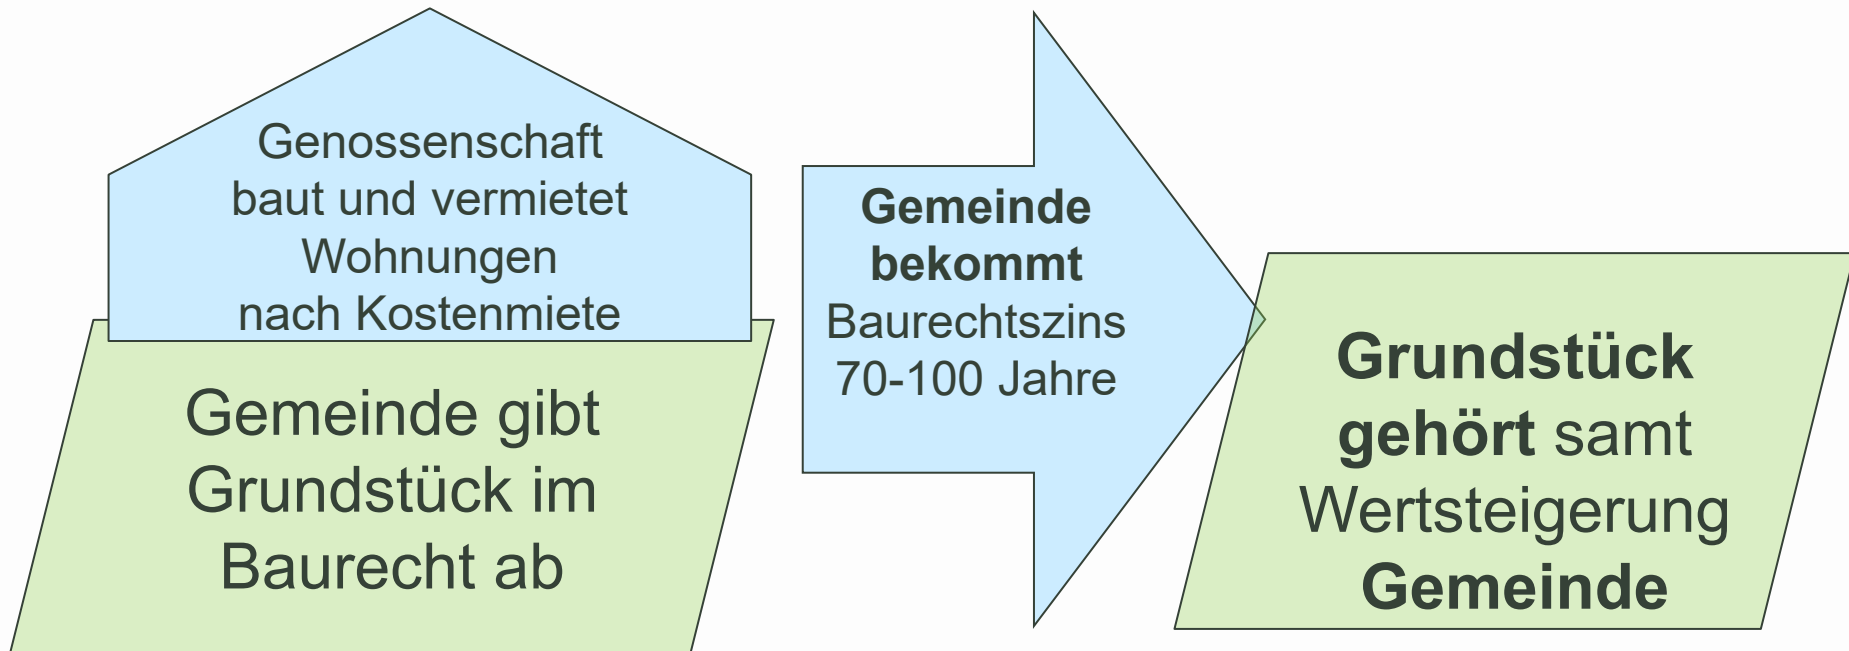 Genossenschaft
baut und vermietet
Wohnungen
nach Kostenmiete
Gemeinde gibt
Grundstück im
Baurecht ab
Gemeinde
bekommt
Baurechtszins
70-100 Jahre
Grundstück
gehört samt
Wertsteigerung
Gemeinde